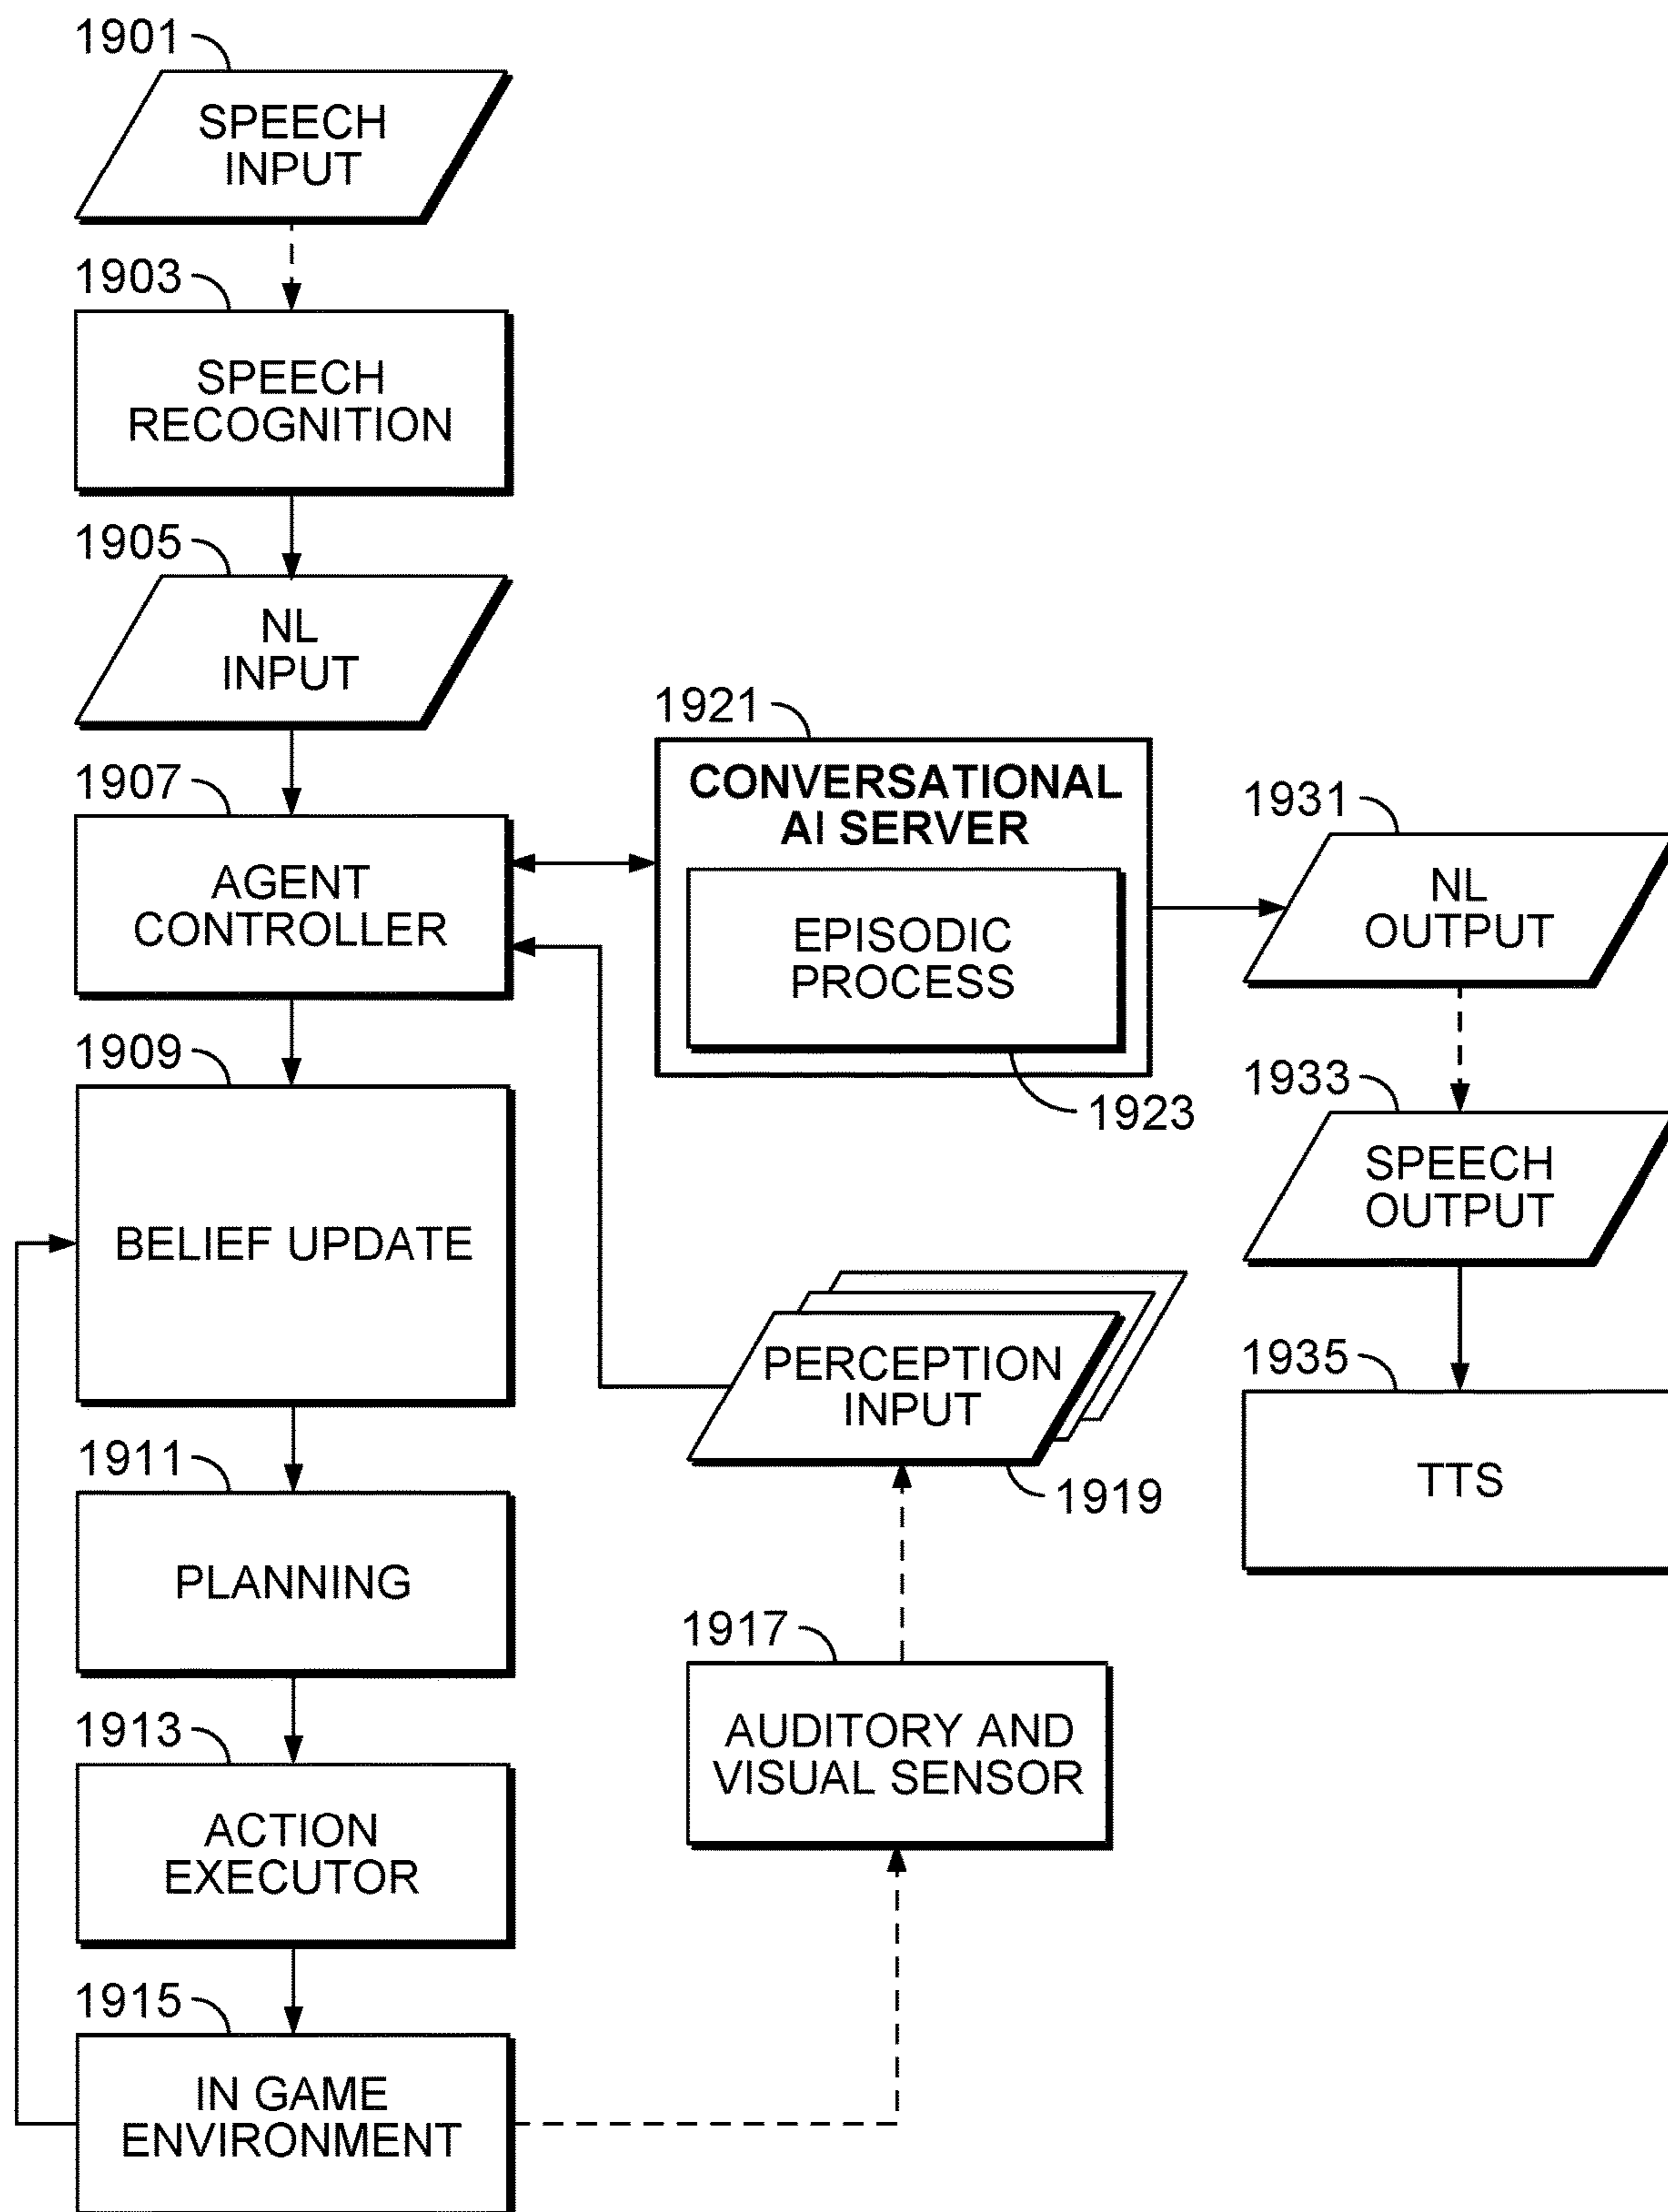 1901
SPEECH
INPUT
1903
SPEECH
RECOGNITION
1905
NL
INPUT
1907
AGENT
CONTROLLER
1909
BELIEF UPDATE
1911
PLANNING
1913
ACTION
EXECUTOR
1915
IN GAME
ENVIRONMENT
1921
CONVERSATIONAL
AI SERVER
EPISODIC
PROCESS
1923
PERCEPTION
INPUT
1919
1917
AUDITORY AND
VISUAL SENSOR
1931
NL
OUTPUT
1933
SPEECH
OUTPUT
1935
TTS